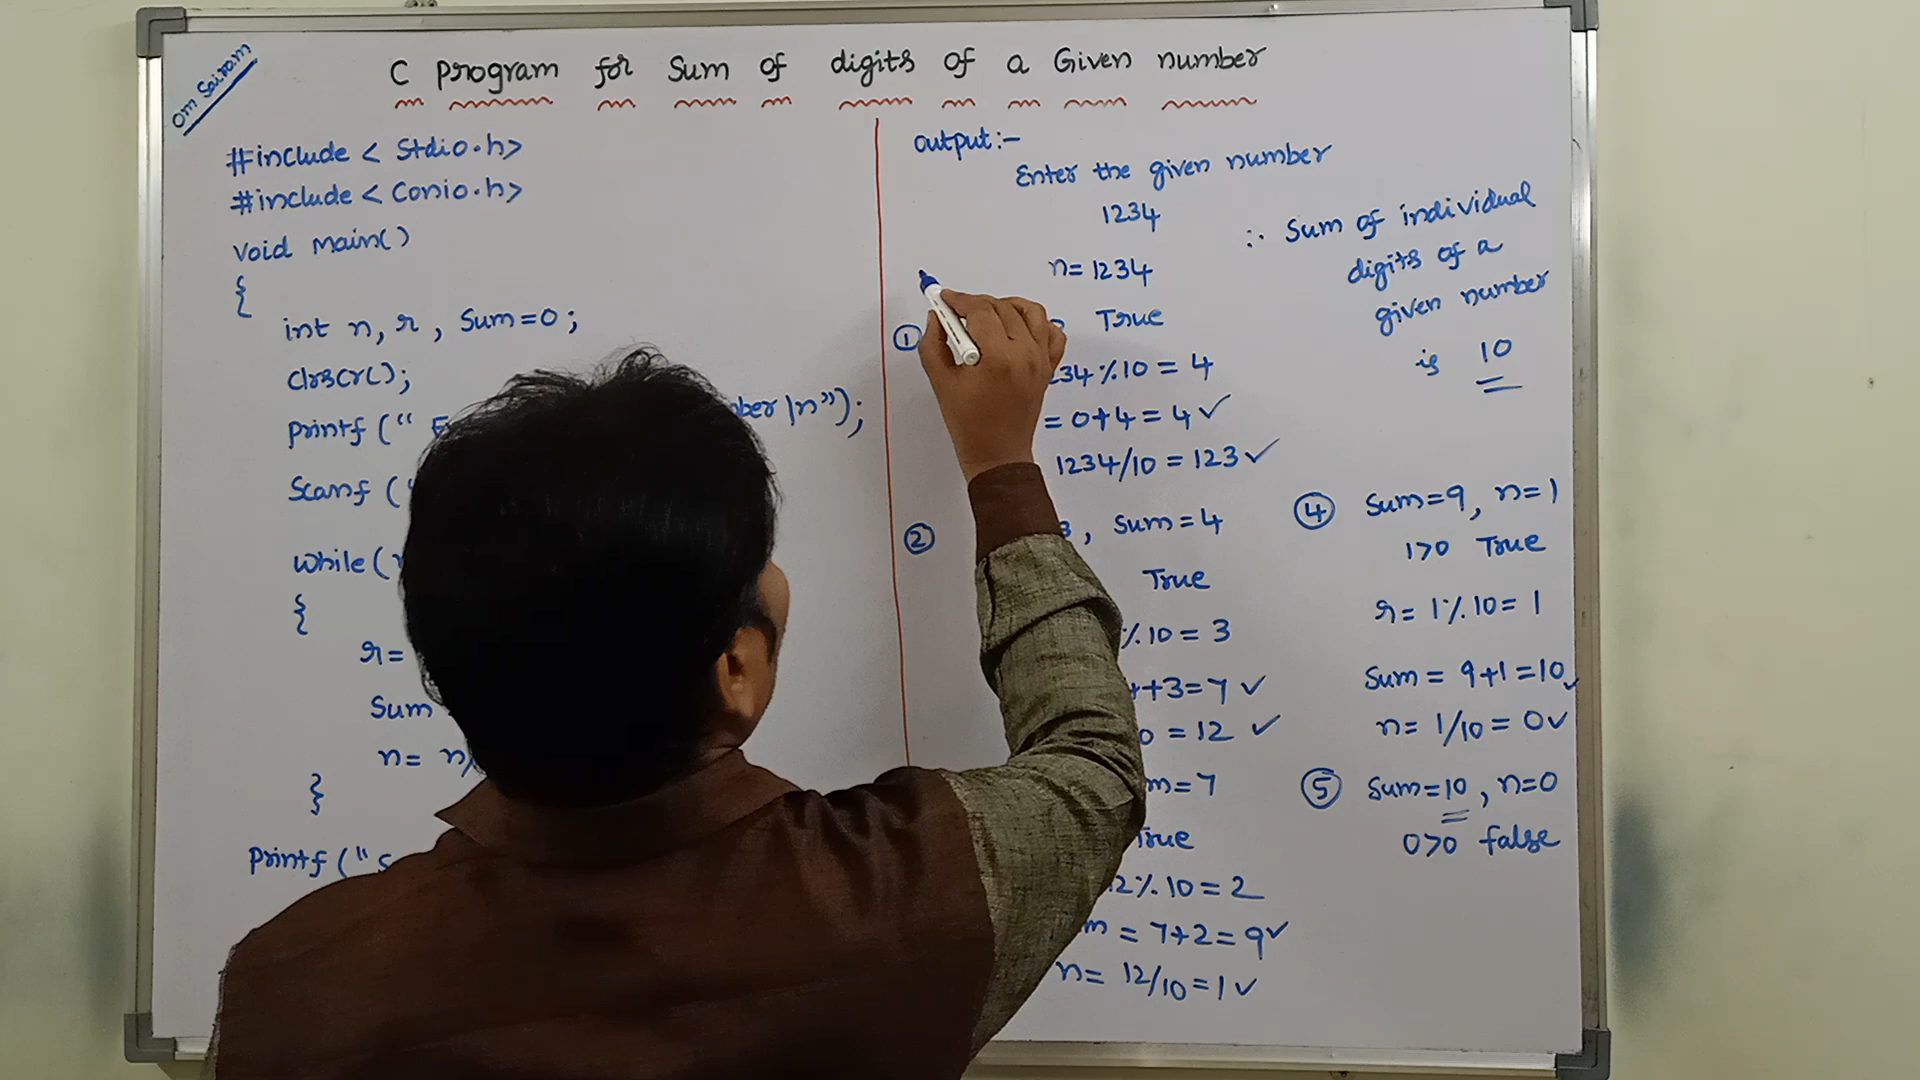 Om Sairam
C program for Sum of digits of a Given number
#include < Stdio.h>
#include < Conio.h>
Void main()
{
int n, r, Sum=0;
Clrscr();
Printf (" \n");
Scanf ("
While (
{
r=
Sum
n= n/
}
Printf ("S
output:-
Enter the given number
1234
n= 1234
① True
%10 = 4
= 0+4 = 4 ✓
1234/10 = 123 ✓
② , Sum=4
True
%10 = 3
+3=7 ✓
= 12 ✓
=7
True
2%10 = 2
= 7+2= 9✓
n= 12/10 = 1 ✓
∴ Sum of individual
digits of a
given number
is 10
④ Sum=9, n=1
1>0 True
r= 1%10= 1
Sum = 9+1=10✓
n= 1/10 = 0✓
⑤ Sum=10, n=0
0>0 false